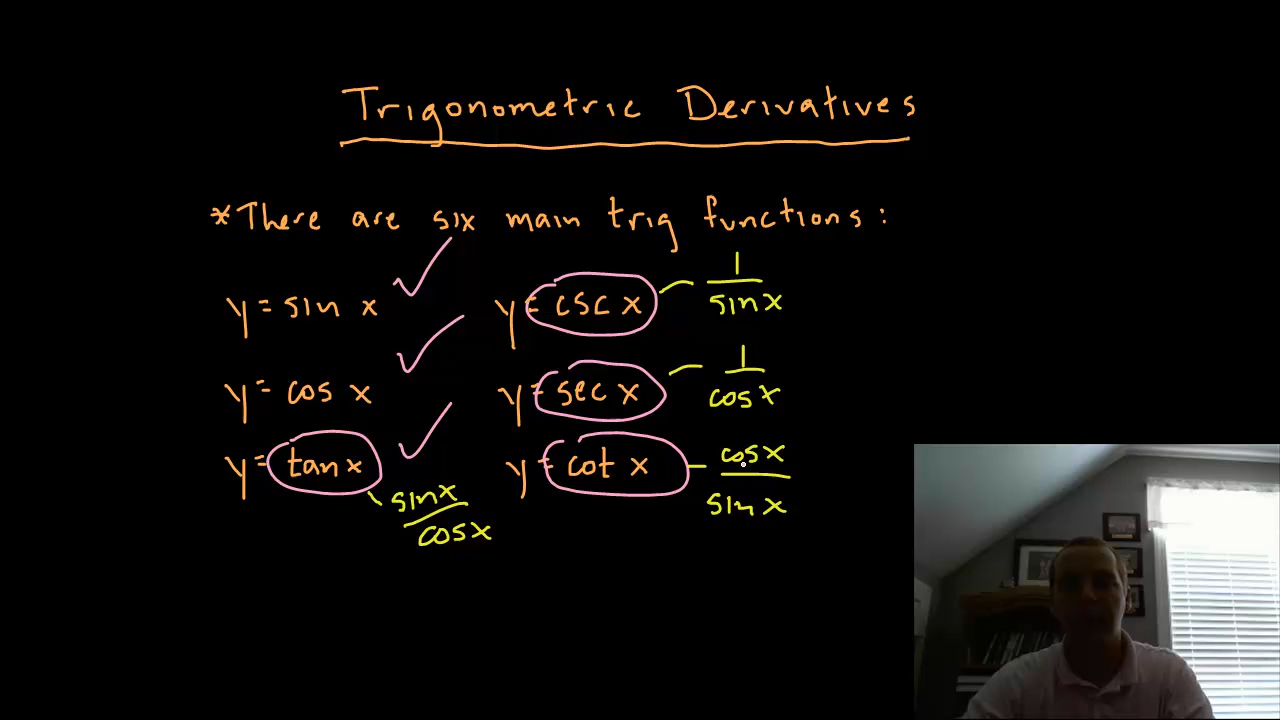 Trigonometric Derivatives
*There are six main trig functions:
y = sin x
y = csc x
1
sin x
y = cos x
y = sec x
1
cos x
y = tan x
sin x
cos x
y = cot x
cos x
sin x